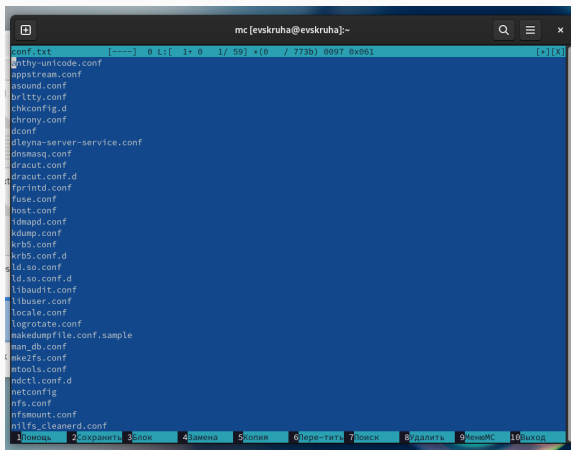 mc [evskruha@evskruha]:~
conf.txt [----] 0 L:[ 1+ 0 1/ 59] *(0 / 773b) 0097 0x061 [*][X]
anthy-unicode.conf
appstream.conf
asound.conf
brltty.conf
chkconfig.d
chrony.conf
dconf
dleyna-server-service.conf
dnsmasq.conf
dracut.conf
dracut.conf.d
fprintd.conf
fuse.conf
host.conf
idmapd.conf
kdump.conf
krb5.conf
krb5.conf.d
ld.so.conf
ld.so.conf.d
libaudit.conf
libuser.conf
locale.conf
logrotate.conf
makedumpfile.conf.sample
man_db.conf
mke2fs.conf
mtools.conf
ndctl.conf.d
netconfig
nfs.conf
nfsmount.conf
nilfs_cleanerd.conf
1Помощь 2Сохранить 3Блок 4Замена 5Копия 6Пере~тить 7Поиск 8Удалить 9МенюMC 10Выход